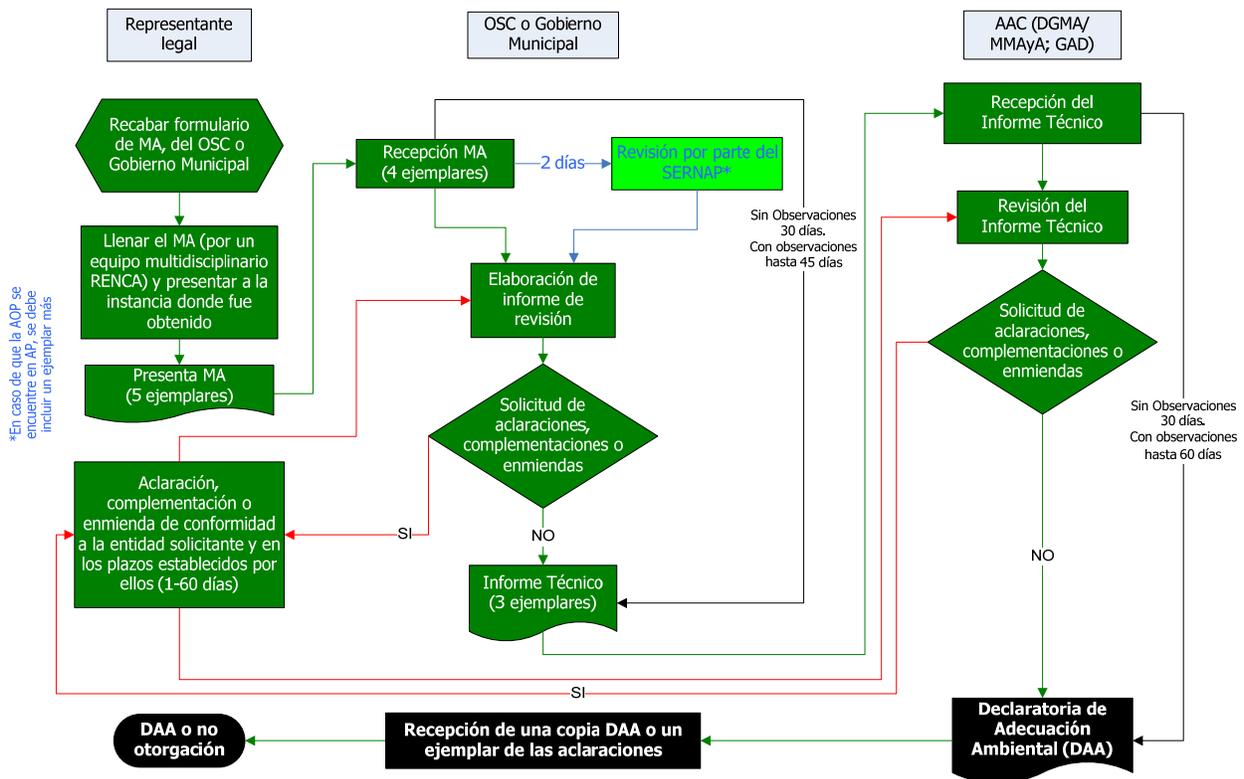 Representante
legal
OSC o Gobierno
Municipal
AAC (DGMA/
MMAyA; GAD)
Recabar formulario
de MA, del OSC o
Gobierno Municipal
Llenar el MA (por un
equipo multidisciplinario
RENCA) y presentar a la
instancia donde fue
obtenido
Presenta MA
(5 ejemplares)
*En caso de que la AOP se
encuentre en AP, se debe
incluir un ejemplar más
Aclaración,
complementación o
enmienda de conformidad
a la entidad solicitante y en
los plazos establecidos por
ellos (1-60 días)
Recepción MA
(4 ejemplares)
2 días
Revisión por parte del
SERNAP*
Sin Observaciones
30 días.
Con observaciones
hasta 45 días
Elaboración de
informe de
revisión
Solicitud de
aclaraciones,
complementaciones o
enmiendas
SI
NO
Informe Técnico
(3 ejemplares)
Recepción del
Informe Técnico
Revisión del
Informe Técnico
Solicitud de
aclaraciones,
complementaciones o
enmiendas
Sin Observaciones
30 días.
Con observaciones
hasta 60 días
NO
SI
Declaratoria de
Adecuación
Ambiental (DAA)
Recepción de una copia DAA o un
ejemplar de las aclaraciones
DAA o no
otorgación